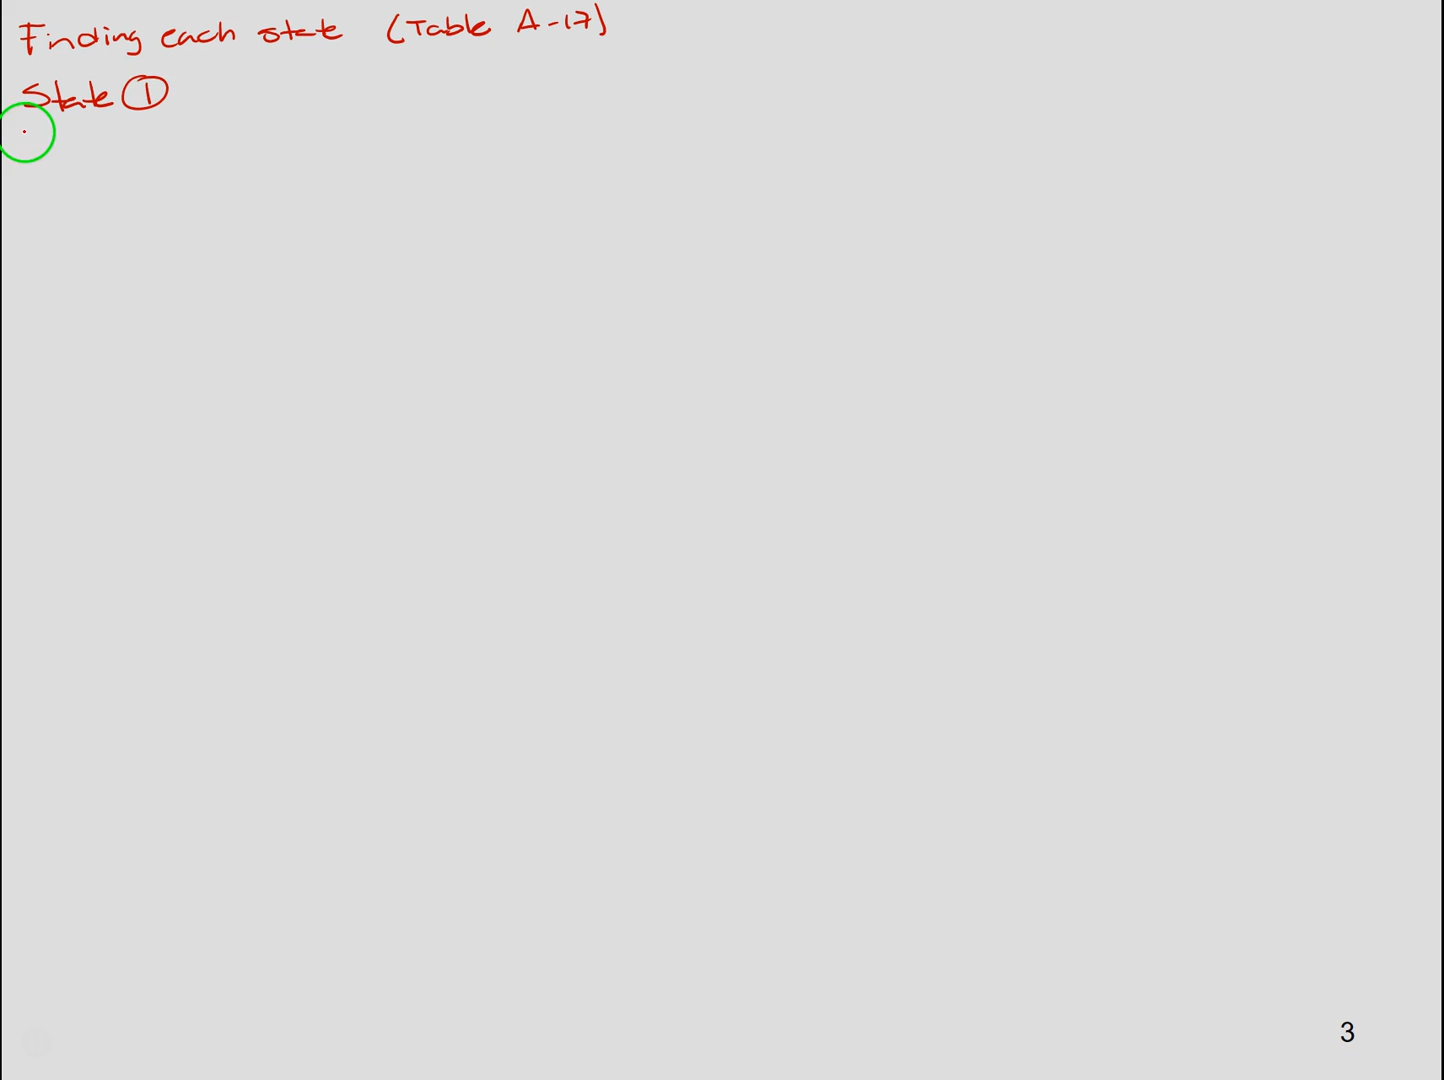 Finding each state (Table A-17)
State ①
3